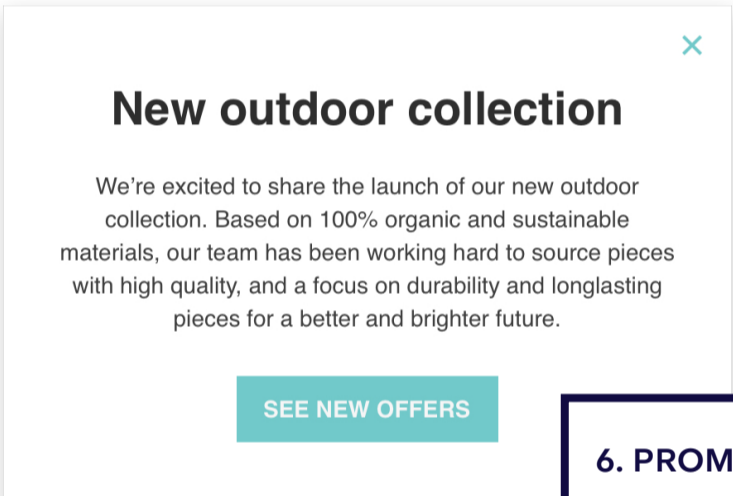 New outdoor collection
We’re excited to share the launch of our new outdoor
collection. Based on 100% organic and sustainable
materials, our team has been working hard to source pieces
with high quality, and a focus on durability and longlasting
pieces for a better and brighter future.
SEE NEW OFFERS
6. PROM